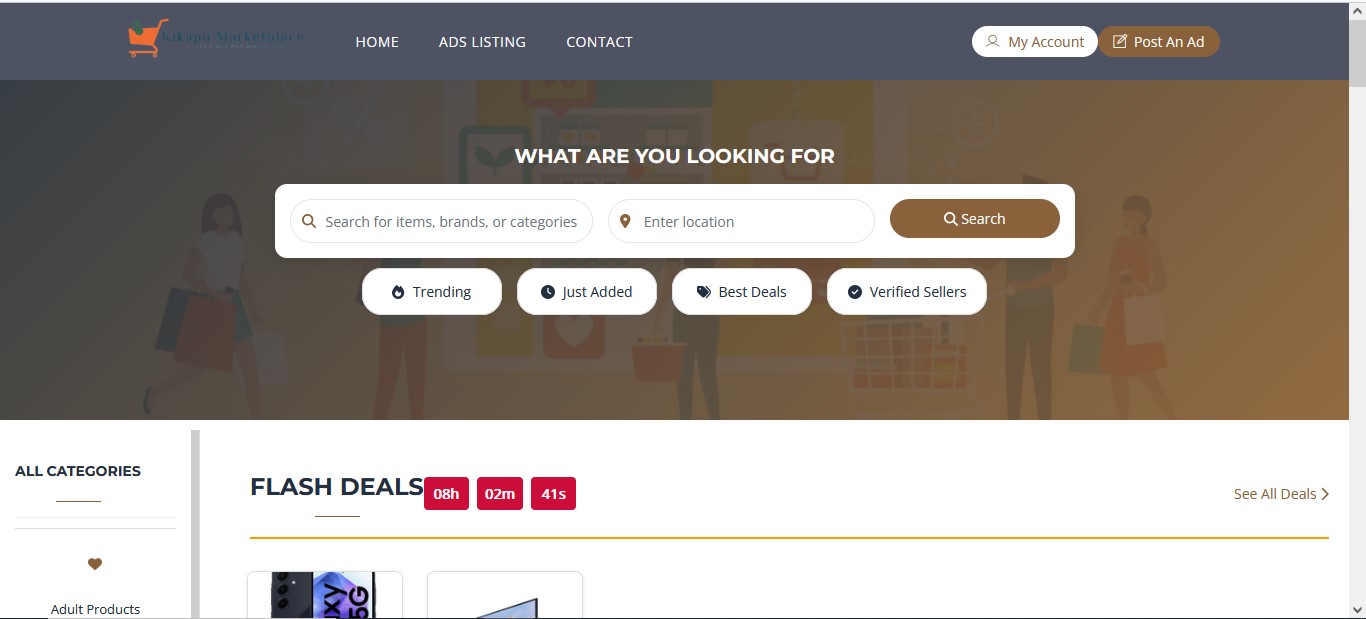 Kikapu Marketplace
HOME
ADS LISTING
CONTACT
My Account
Post An Ad
%
WHAT ARE YOU LOOKING FOR
Search for items, brands, or categories
Enter location
Search
Trending
Just Added
Best Deals
Verified Sellers
ALL CATEGORIES
FLASH DEALS
08h
02m
41s
See All Deals
Adult Products